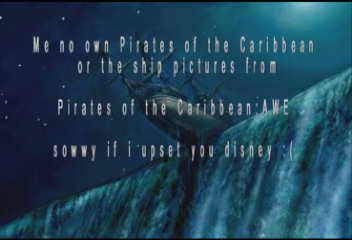 Me no own Pirates of the Caribbean
or the ship pictures from
Pirates of the Caribbean:AWE
sowwy if i upset you disney :(